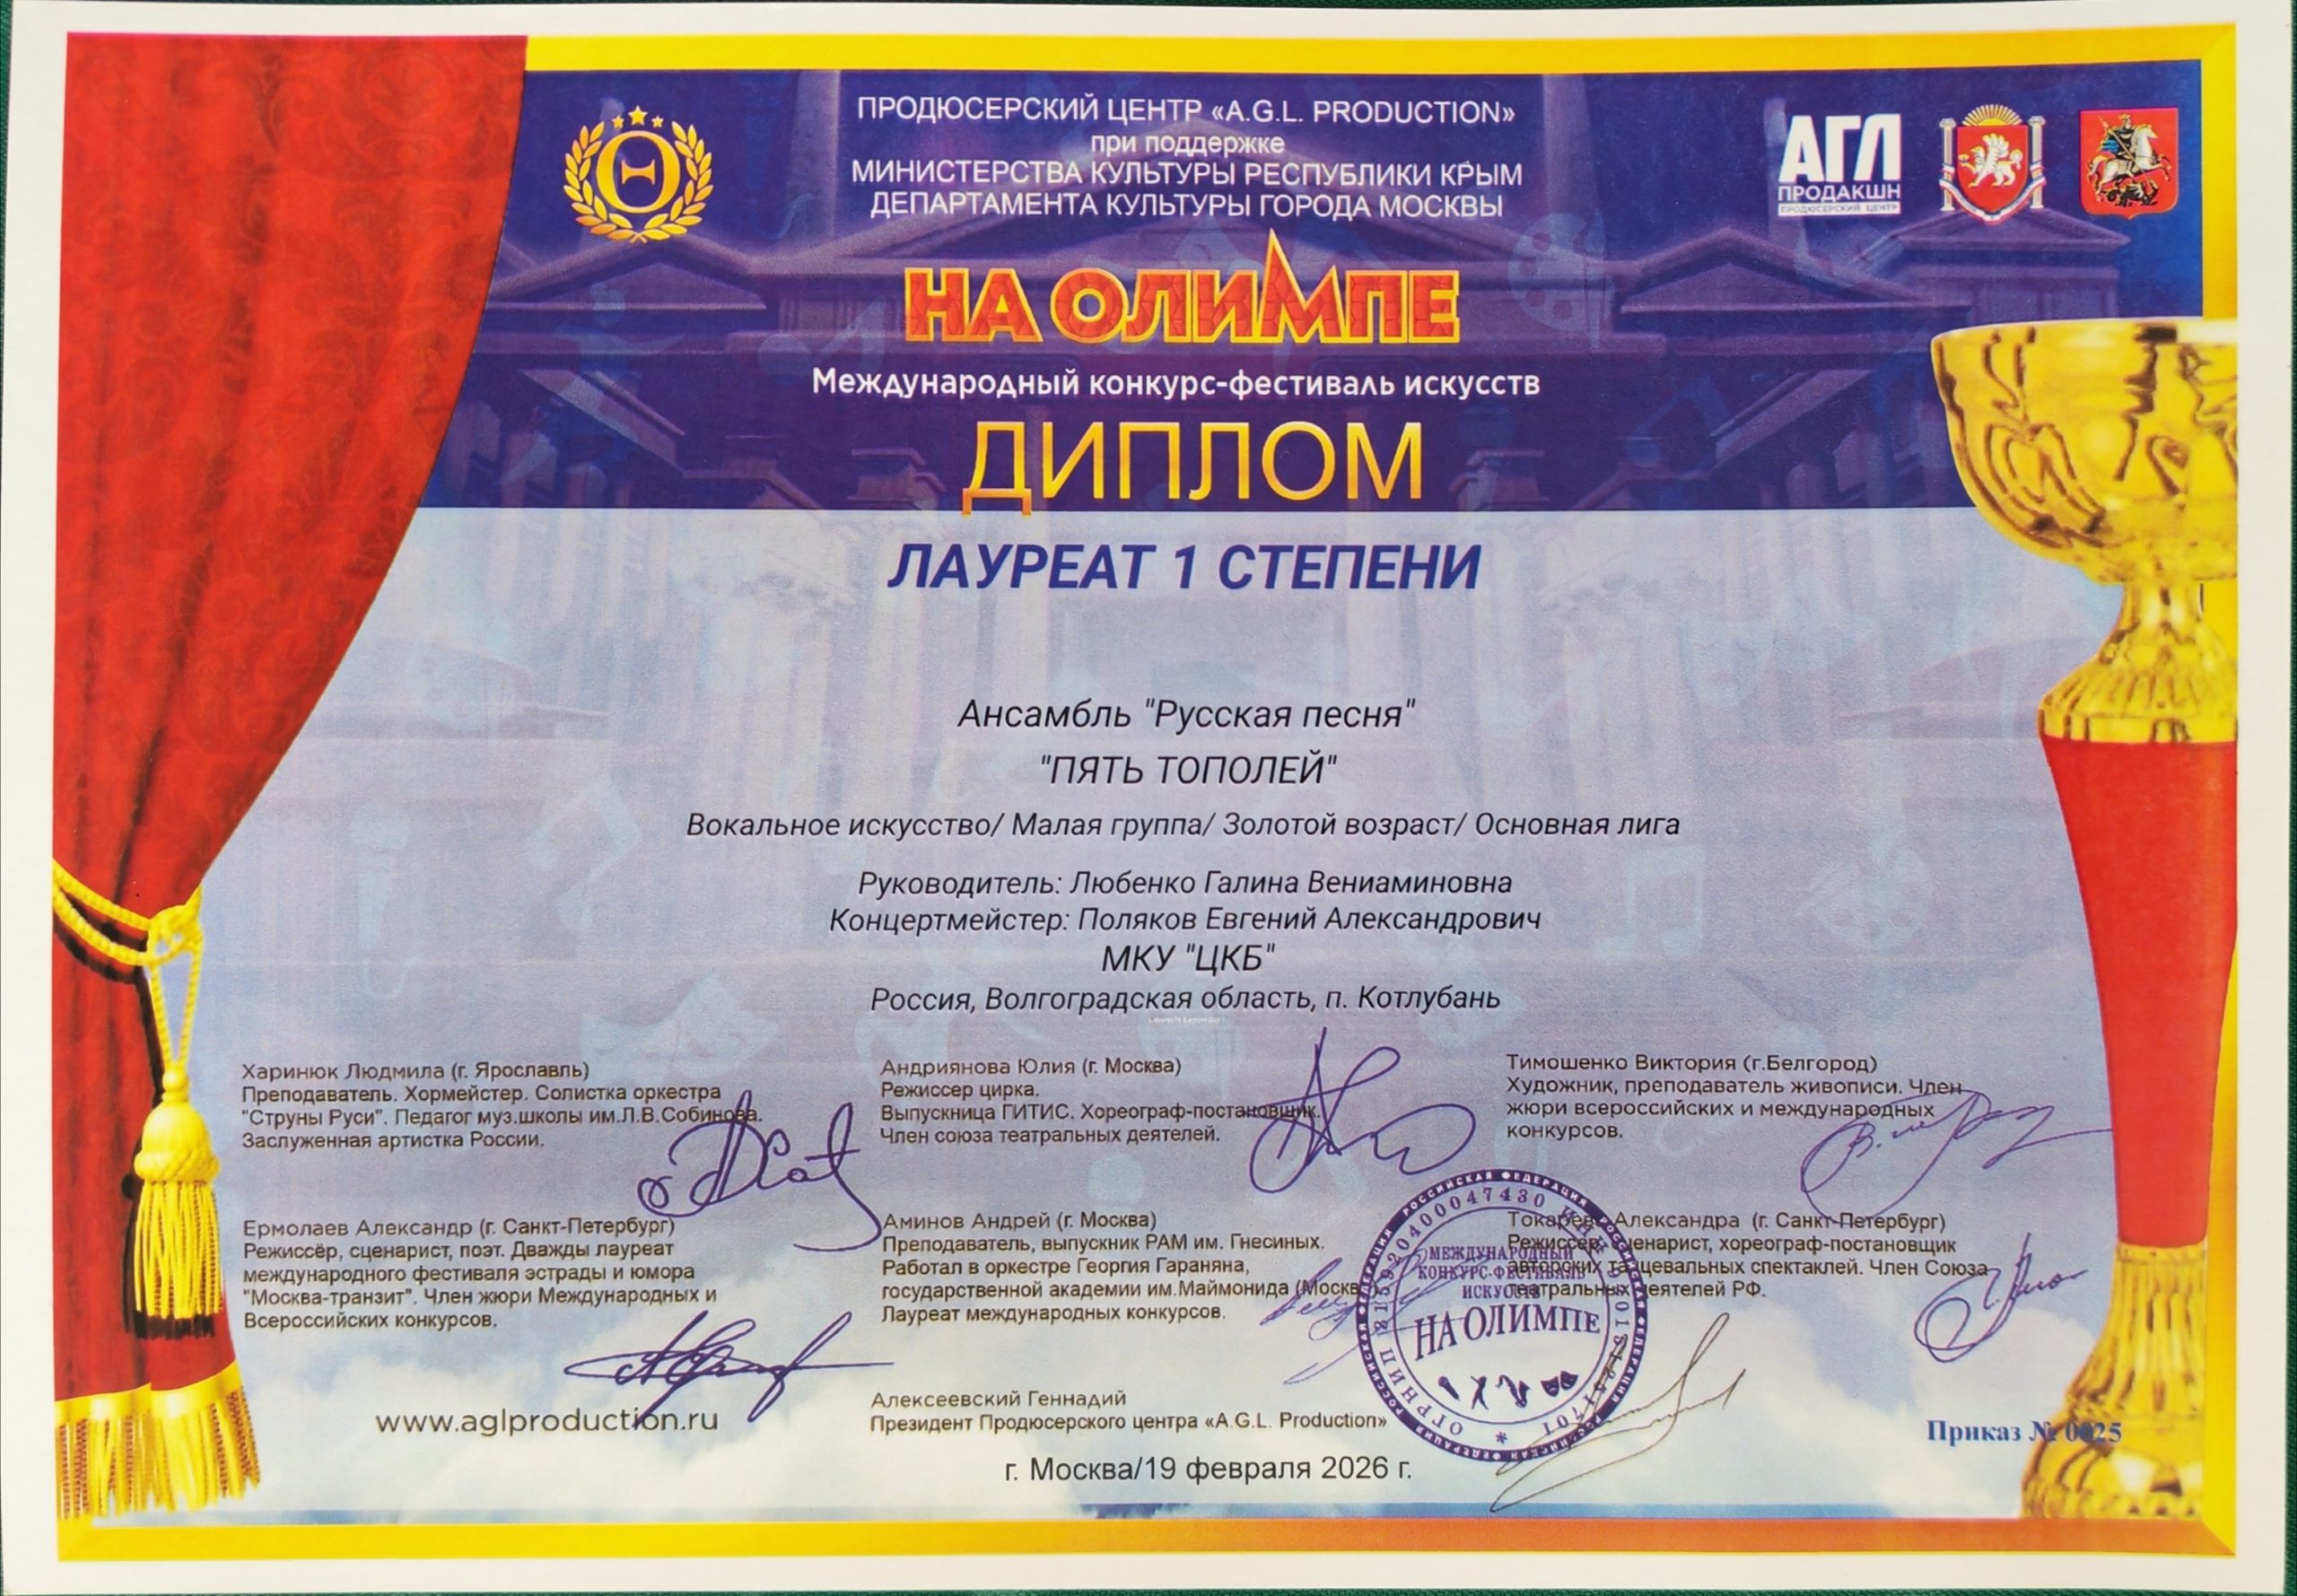 ПРОДЮСЕРСКИЙ ЦЕНТР «A.G.L. PRODUCTION»
при поддержке
МИНИСТЕРСТВА КУЛЬТУРЫ РЕСПУБЛИКИ КРЫМ
ДЕПАРТАМЕНТА КУЛЬТУРЫ ГОРОДА МОСКВЫ
АГЛ
ПРОДАКШН
ПРОДЮСЕРСКИЙ ЦЕНТР
НА ОЛИМПЕ
Международный конкурс-фестиваль искусств
ДИПЛОМ
ЛАУРЕАТ 1 СТЕПЕНИ
Ансамбль "Русская песня"
"ПЯТЬ ТОПОЛЕЙ"
Вокальное искусство/ Малая группа/ Золотой возраст/ Основная лига
Руководитель: Любенко Галина Вениаминовна
Концертмейстер: Поляков Евгений Александрович
МКУ "ЦКБ"
Россия, Волгоградская область, п. Котлубань
Харинюк Людмила (г. Ярославль)
Преподаватель. Хормейстер. Солистка оркестра
"Струны Руси". Педагог муз.школы им.Л.В.Собинова.
Заслуженная артистка России.
Андриянова Юлия (г. Москва)
Режиссер цирка.
Выпускница ГИТИС. Хореограф-постановщик.
Член союза театральных деятелей.
Тимошенко Виктория (г.Белгород)
Художник, преподаватель живописи. Член
жюри всероссийских и международных
конкурсов.
Ермолаев Александр (г. Санкт-Петербург)
Режиссёр, сценарист, поэт. Дважды лауреат
международного фестиваля эстрады и юмора
"Москва-транзит". Член жюри Международных и
Всероссийских конкурсов.
Аминов Андрей (г. Москва)
Преподаватель, выпускник РАМ им. Гнесиных.
Работал в оркестре Георгия Гараняна,
государственной академии им.Маймонида (Москва
Лауреат международных конкурсов.
Токарева Александра (г. Санкт-Петербург)
Режиссер, сценарист, хореограф-постановщик
авторских танцевальных спектаклей. Член Союза
театральных деятелей РФ.
МЕЖДУНАРОДНЫЙ
КОНКУРС-ФЕСТИВАЛЬ
ИСКУССТВ
НА ОЛИМПЕ
РОССИЙСКАЯ ФЕДЕРАЦИЯ
Алексеевский Геннадий
Президент Продюсерского центра «A.G.L. Production»
www.aglproduction.ru
Приказ № 0025
г. Москва/19 февраля 2026 г.